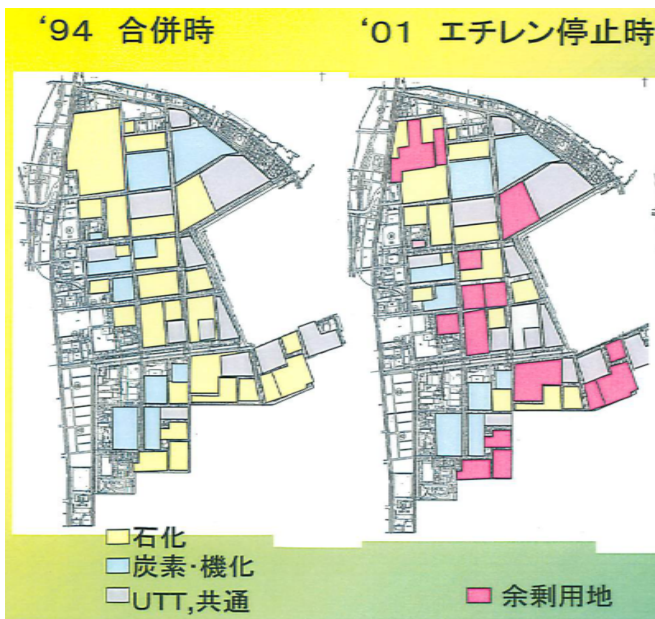 ‘94 合併時
‘01 エチレン停止時
石化
炭素・機化
UTT,共通
余剰用地